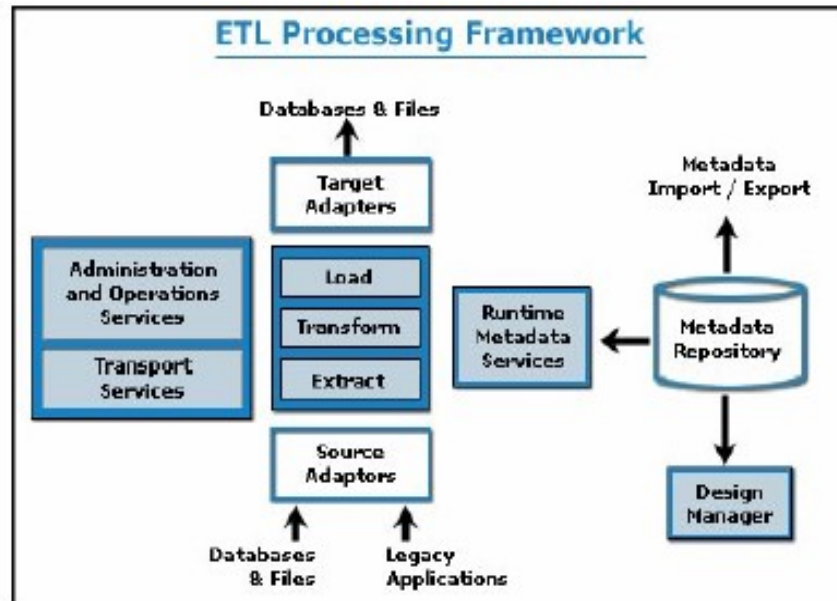 ETL Processing Framework
Databases & Files
Target
Adapters
Metadata
Import / Export
Administration
and Operations
Services
Transport
Services
Load
Transform
Extract
Runtime
Metadata
Services
Metadata
Repository
Source
Adaptors
Design
Manager
Databases
& Files
Legacy
Applications